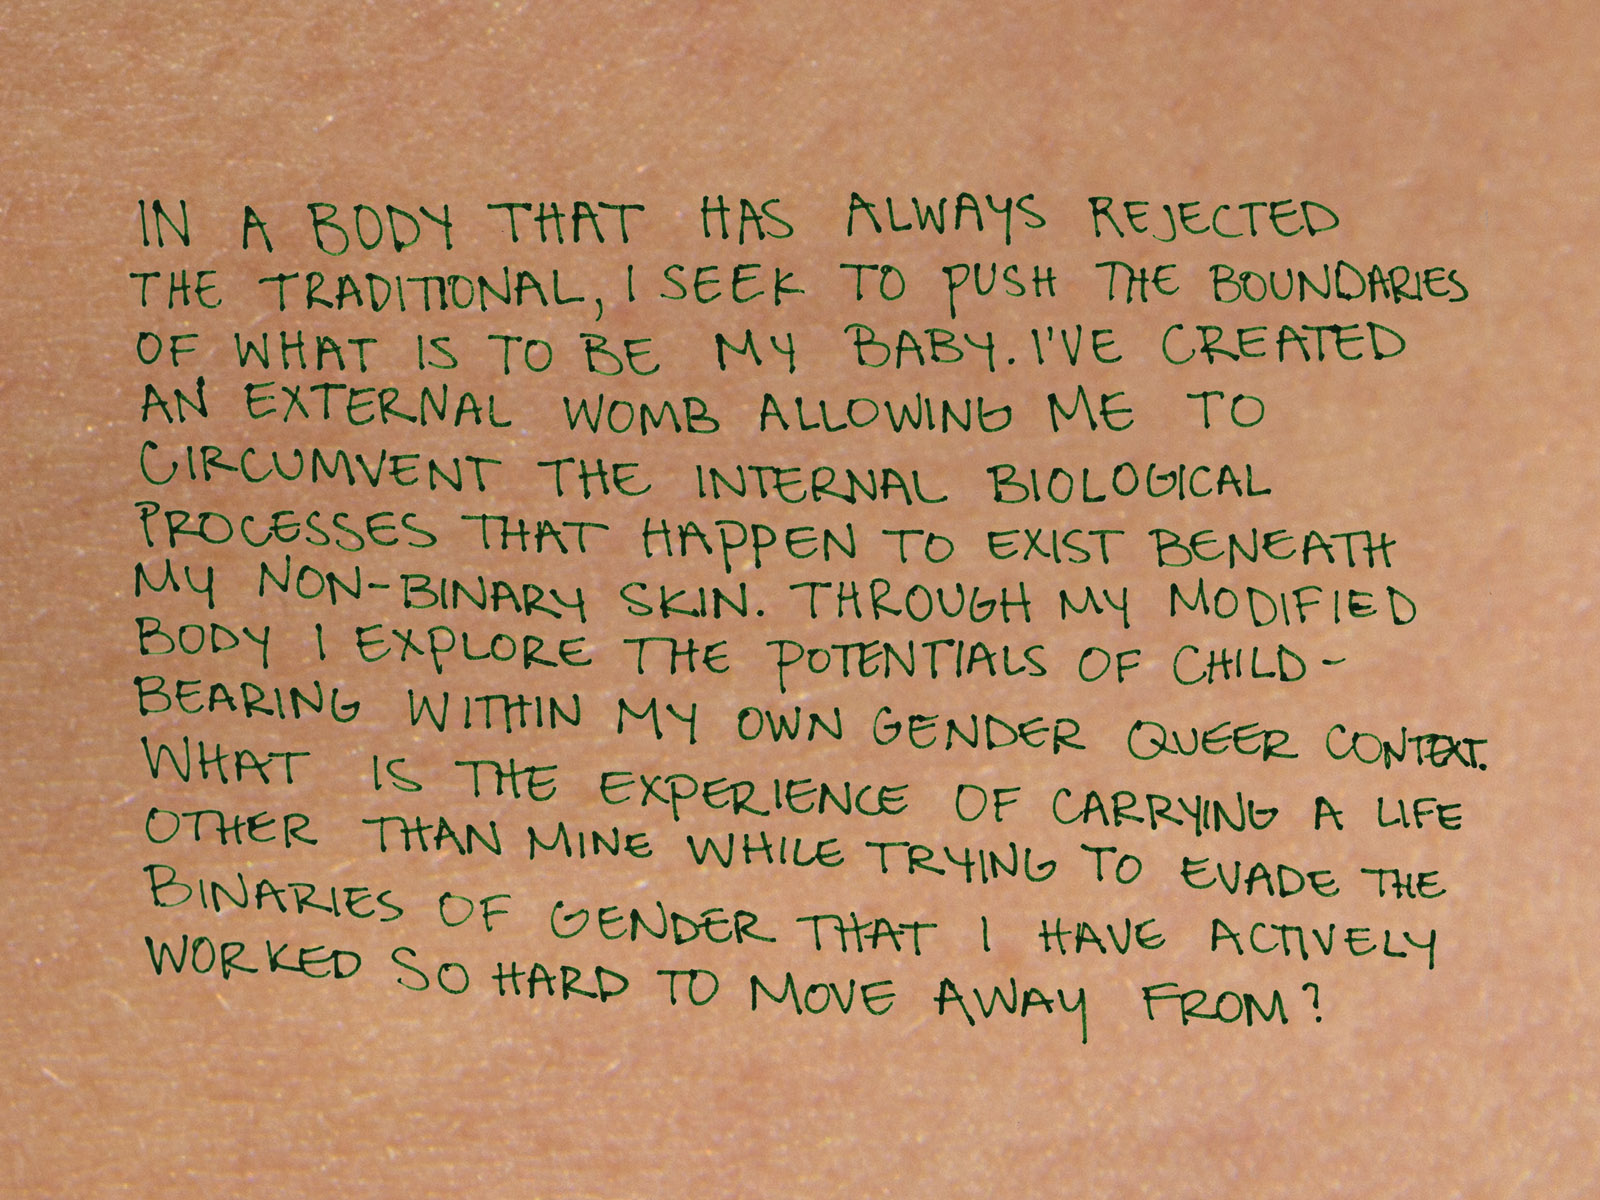 IN A BODY THAT HAS ALWAYS REJECTED
THE TRADITIONAL, I SEEK TO PUSH THE BOUNDARIES
OF WHAT IS TO BE MY BABY. I'VE CREATED
AN EXTERNAL WOMB ALLOWING ME TO
CIRCUMVENT THE INTERNAL BIOLOGICAL
PROCESSES THAT HAPPEN TO EXIST BENEATH
MY NON-BINARY SKIN. THROUGH MY MODIFIED
BODY I EXPLORE THE POTENTIALS OF CHILD-
BEARING WITHIN MY OWN GENDER QUEER CONTEXT.
WHAT IS THE EXPERIENCE OF CARRYING A LIFE
OTHER THAN MINE WHILE TRYING TO EVADE THE
BINARIES OF GENDER THAT I HAVE ACTIVELY
WORKED SO HARD TO MOVE AWAY FROM?